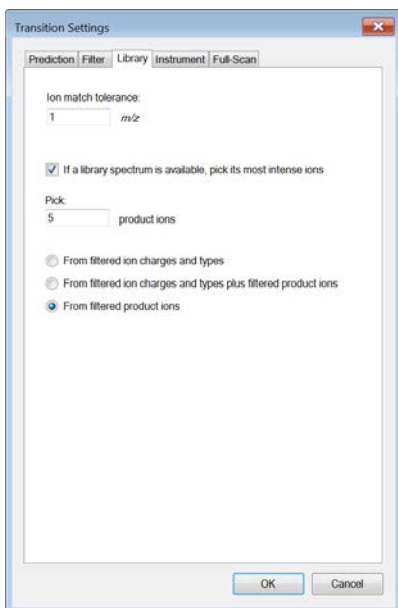 Transition Settings
Prediction Filter Library Instrument Full-Scan
Ion match tolerance:
1 m/z
If a library spectrum is available, pick its most intense ions
Pick:
5 product ions
From filtered ion charges and types
From filtered ion charges and types plus filtered product ions
From filtered product ions
OK Cancel